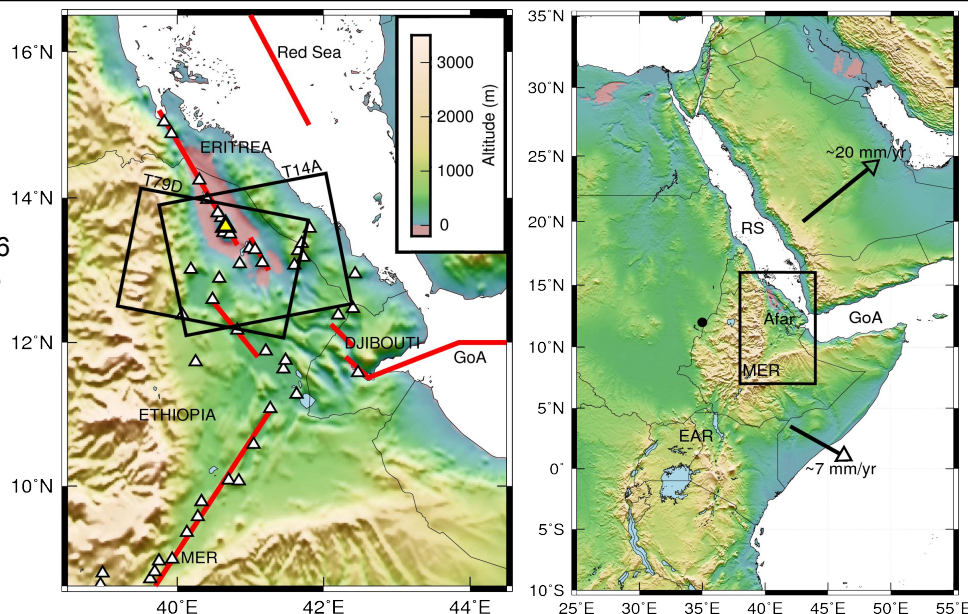 16°N
14°N
12°N
10°N
40°E
42°E
44°E
Red Sea
ERITREA
T79D
T14A
DJIBOUTI
GoA
ETHIOPIA
MER
Altitude (m)
3000
2000
1000
0
6
35°N
30°N
25°N
20°N
15°N
10°N
5°N
0°
5°S
10°S
25°E
30°E
35°E
40°E
45°E
50°E
55°E
~20 mm/yr
RS
Afar
GoA
MER
EAR
~7 mm/yr